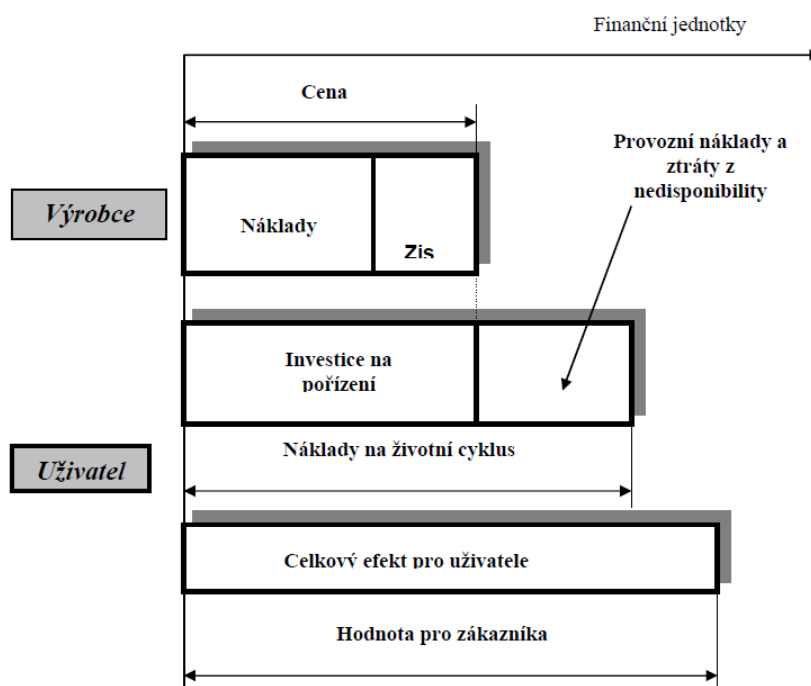 Finanční jednotky
Cena
Provozní náklady a
ztráty z
nedisponibility
Výrobce
Náklady
Zis
Investice na
pořízení
Náklady na životní cyklus
Uživatel
Celkový efekt pro uživatele
Hodnota pro zákazníka